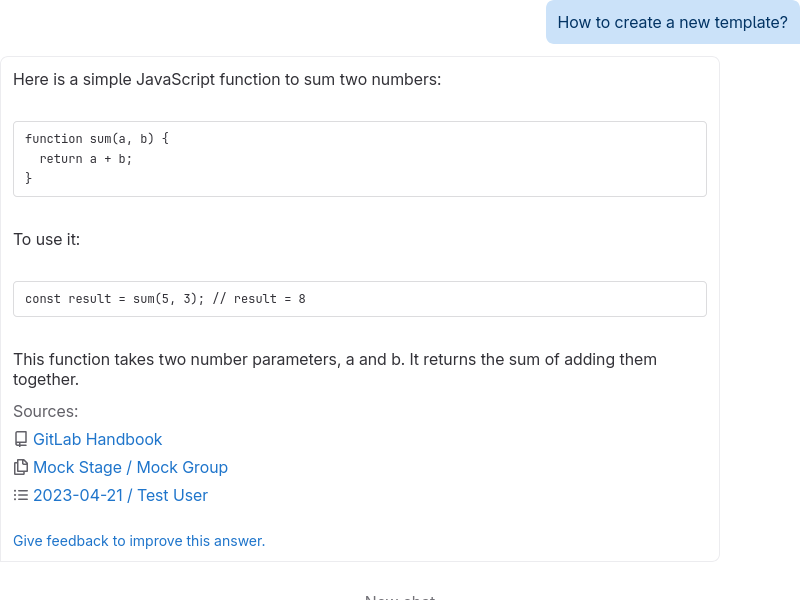 How to create a new template?
Here is a simple JavaScript function to sum two numbers:
function sum(a, b) {
  return a + b;
}
To use it:
const result = sum(5, 3); // result = 8
This function takes two number parameters, a and b. It returns the sum of adding them
together.
Sources:
GitLab Handbook
Mock Stage / Mock Group
2023-04-21 / Test User
Give feedback to improve this answer.
New chat